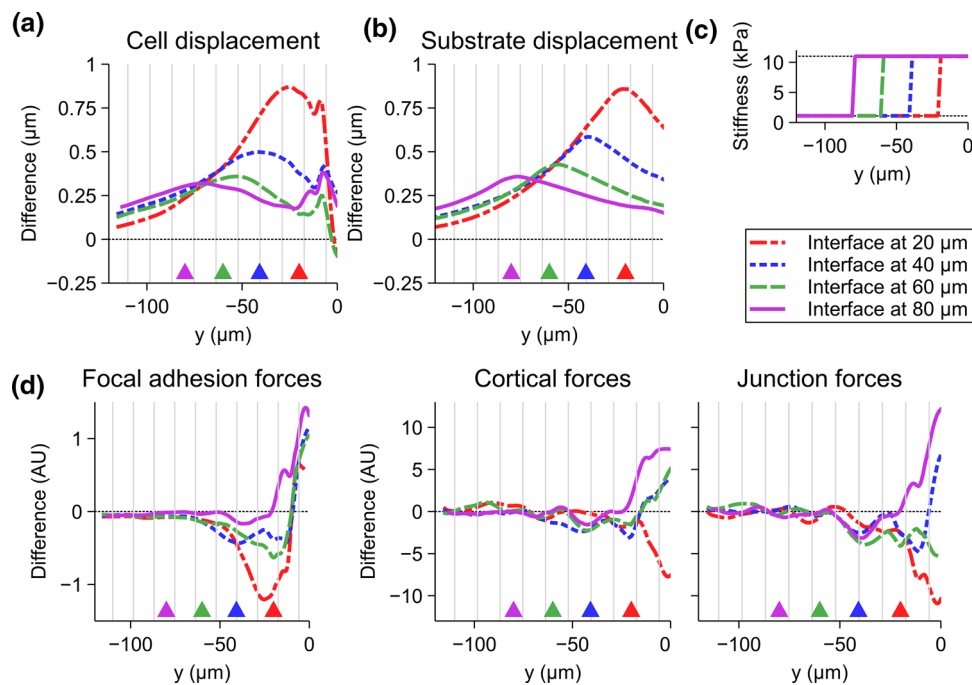 (a)
Cell displacement
1
0.75
0.5
0.25
0
−0.25
Difference (μm)
−100
−50
0
y (μm)
(b)
Substrate displacement
1
0.75
0.5
0.25
0
−0.25
Difference (μm)
−100
−50
0
y (μm)
(c)
Stiffness (kPa)
10
5
0
−100
−50
0
y (μm)
Interface at 20 μm
Interface at 40 μm
Interface at 60 μm
Interface at 80 μm
(d)
Focal adhesion forces
1
0
−1
Difference (AU)
−100
−50
0
y (μm)
Cortical forces
10
5
0
−5
−10
Difference (AU)
−100
−50
0
y (μm)
Junction forces
10
5
0
−5
−10
−100
−50
0
y (μm)